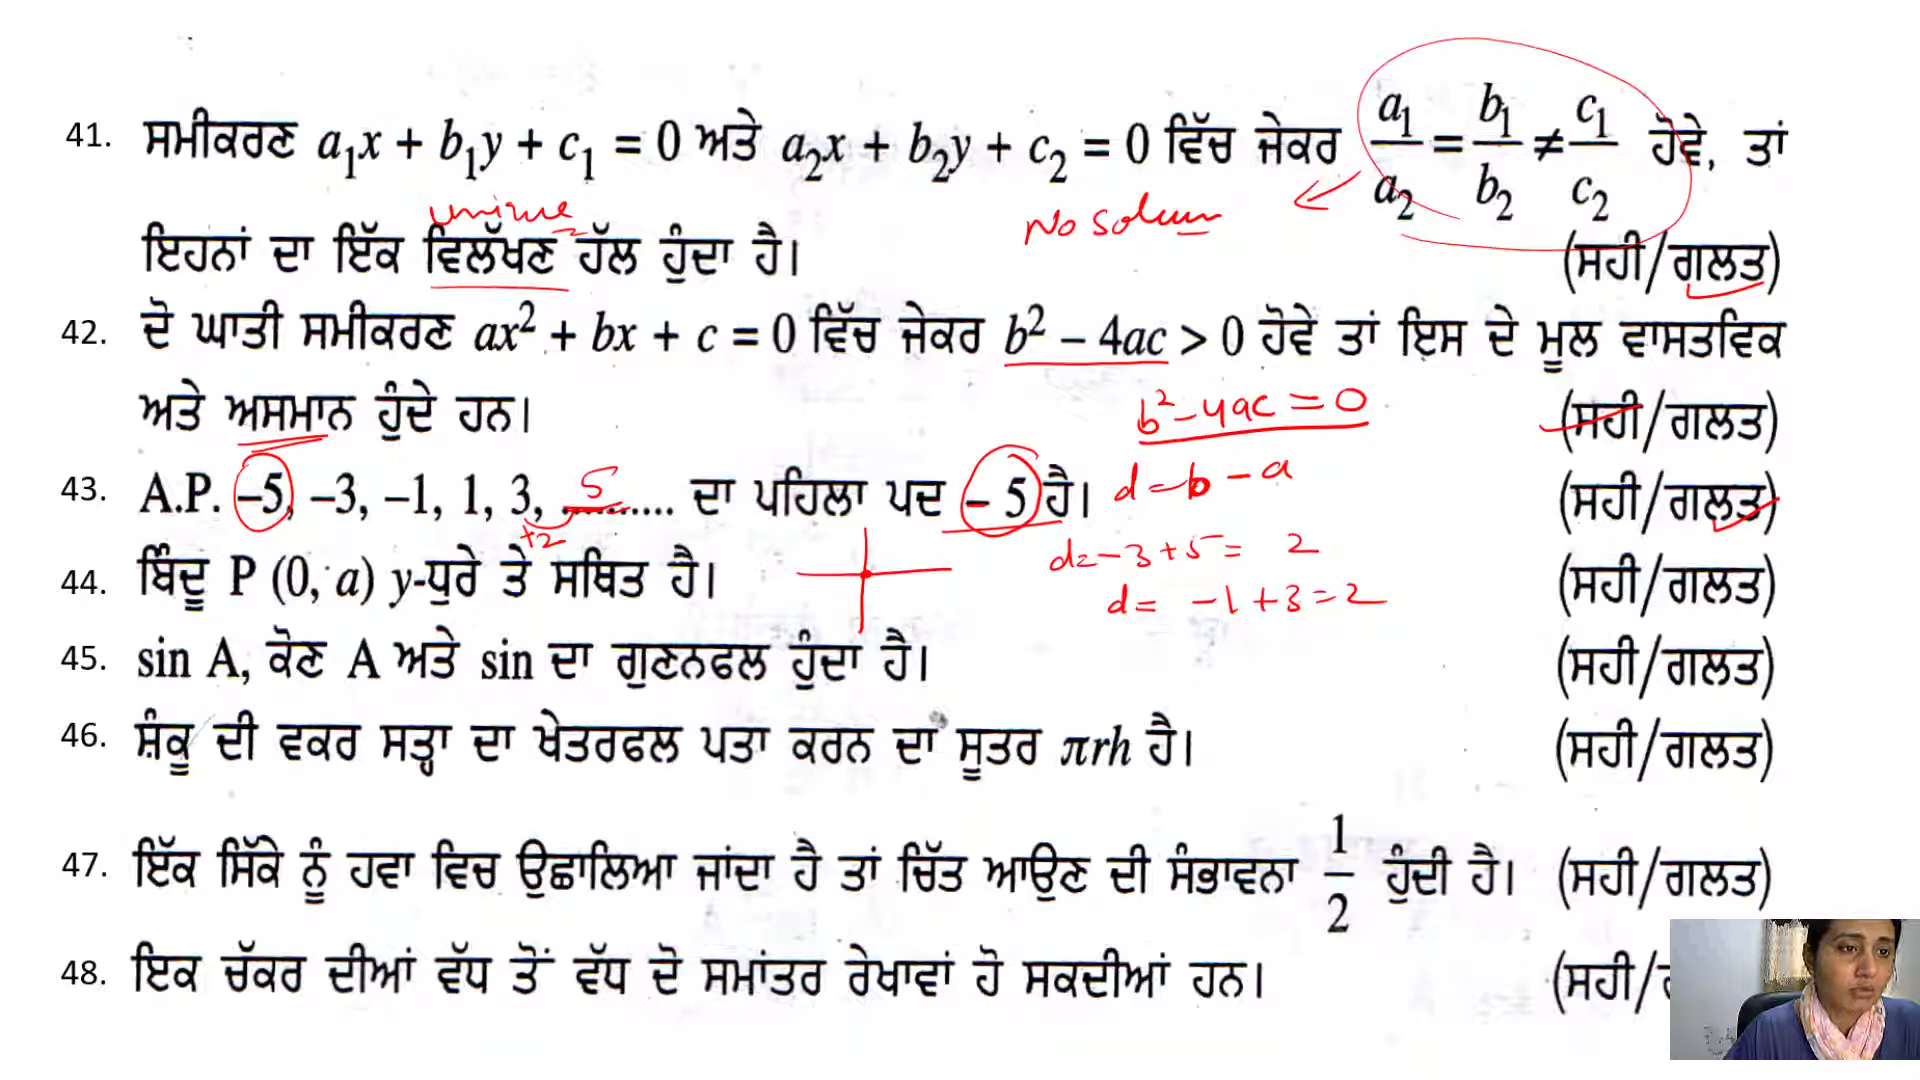 41. ਸਮੀਕਰਣ a₁x + b₁y + c₁ = 0 ਅਤੇ a₂x + b₂y + c₂ = 0 ਵਿੱਚ ਜੇਕਰ a₁/a₂ = b₁/b₂ ≠ c₁/c₂ ਹੋਵੇ, ਤਾਂ
unique
No soluen
ਇਹਨਾਂ ਦਾ ਇੱਕ ਵਿਲੱਖਣ ਹੱਲ ਹੁੰਦਾ ਹੈ। (ਸਹੀ/ਗਲਤ)
42. ਦੋ ਘਾਤੀ ਸਮੀਕਰਣ ax² + bx + c = 0 ਵਿੱਚ ਜੇਕਰ b² – 4ac > 0 ਹੋਵੇ ਤਾਂ ਇਸ ਦੇ ਮੂਲ ਵਾਸਤਵਿਕ
ਅਤੇ ਅਸਮਾਨ ਹੁੰਦੇ ਹਨ। (ਸਹੀ/ਗਲਤ)
b² – 4ac = 0
43. A.P. –5, –3, –1, 1, 3, .......... ਦਾ ਪਹਿਲਾ ਪਦ – 5 ਹੈ। (ਸਹੀ/ਗਲਤ)
5
d = b – a
+2
d = – 3 + 5 = 2
44. ਬਿੰਦੂ P (0, a) y-ਧੁਰੇ ਤੇ ਸਥਿਤ ਹੈ। (ਸਹੀ/ਗਲਤ)
d = – 1 + 3 = 2
45. sin A, ਕੋਣ A ਅਤੇ sin ਦਾ ਗੁਣਨਫਲ ਹੁੰਦਾ ਹੈ। (ਸਹੀ/ਗਲਤ)
46. ਸ਼ੰਕੂ ਦੀ ਵਕਰ ਸਤ੍ਹਾ ਦਾ ਖੇਤਰਫਲ ਪਤਾ ਕਰਨ ਦਾ ਸੂਤਰ πrh ਹੈ। (ਸਹੀ/ਗਲਤ)
47. ਇੱਕ ਸਿੱਕੇ ਨੂੰ ਹਵਾ ਵਿਚ ਉਛਾਲਿਆ ਜਾਂਦਾ ਹੈ ਤਾਂ ਚਿੱਤ ਆਉਣ ਦੀ ਸੰਭਾਵਨਾ 1/2 ਹੁੰਦੀ ਹੈ। (ਸਹੀ/ਗਲਤ)
48. ਇਕ ਚੱਕਰ ਦੀਆਂ ਵੱਧ ਤੋਂ ਵੱਧ ਦੋ ਸਮਾਂਤਰ ਰੇਖਾਵਾਂ ਹੋ ਸਕਦੀਆਂ ਹਨ। (ਸਹੀ/